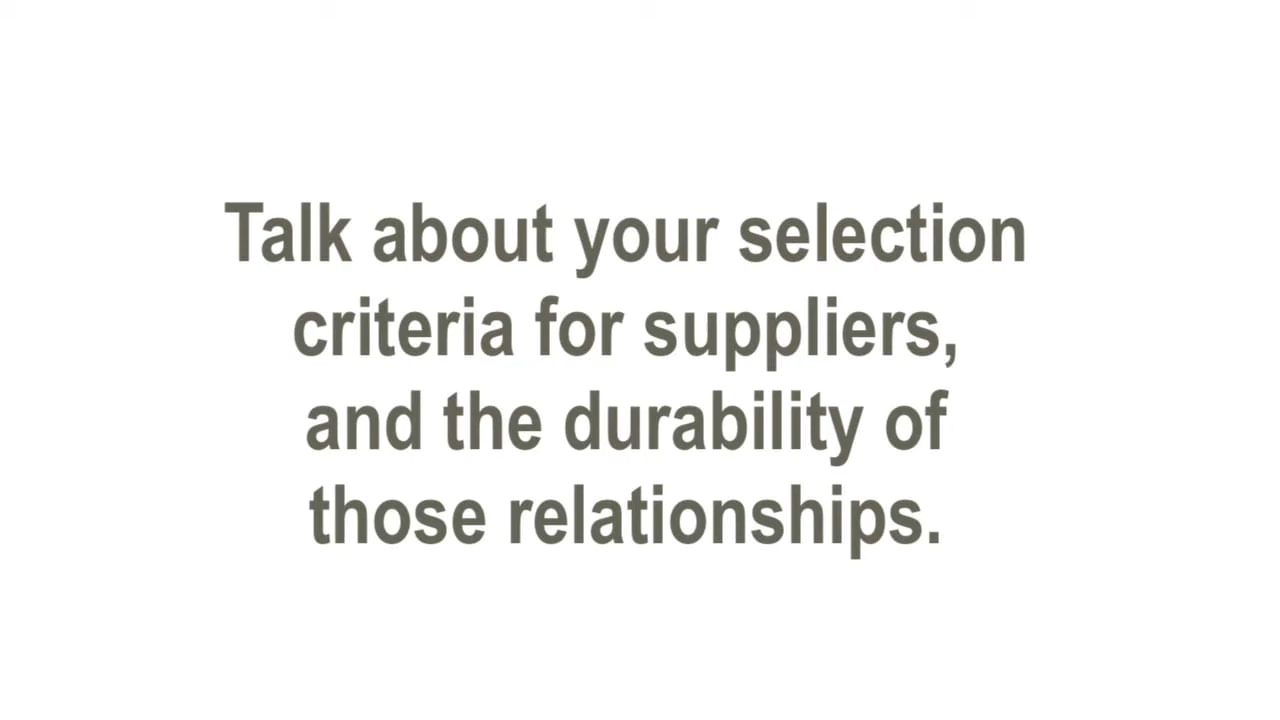 Talk about your selection
criteria for suppliers,
and the durability of
those relationships.